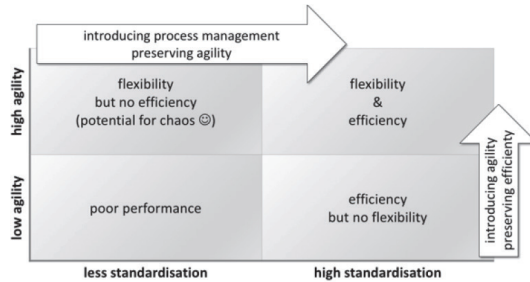 introducing process management
preserving agility
high agility
flexibility
but no efficiency
(potential for chaos ☺)
flexibility
&
efficiency
low agility
poor performance
efficiency
but no flexibility
introducing agility
preserving efficienty
less standardisation
high standardisation